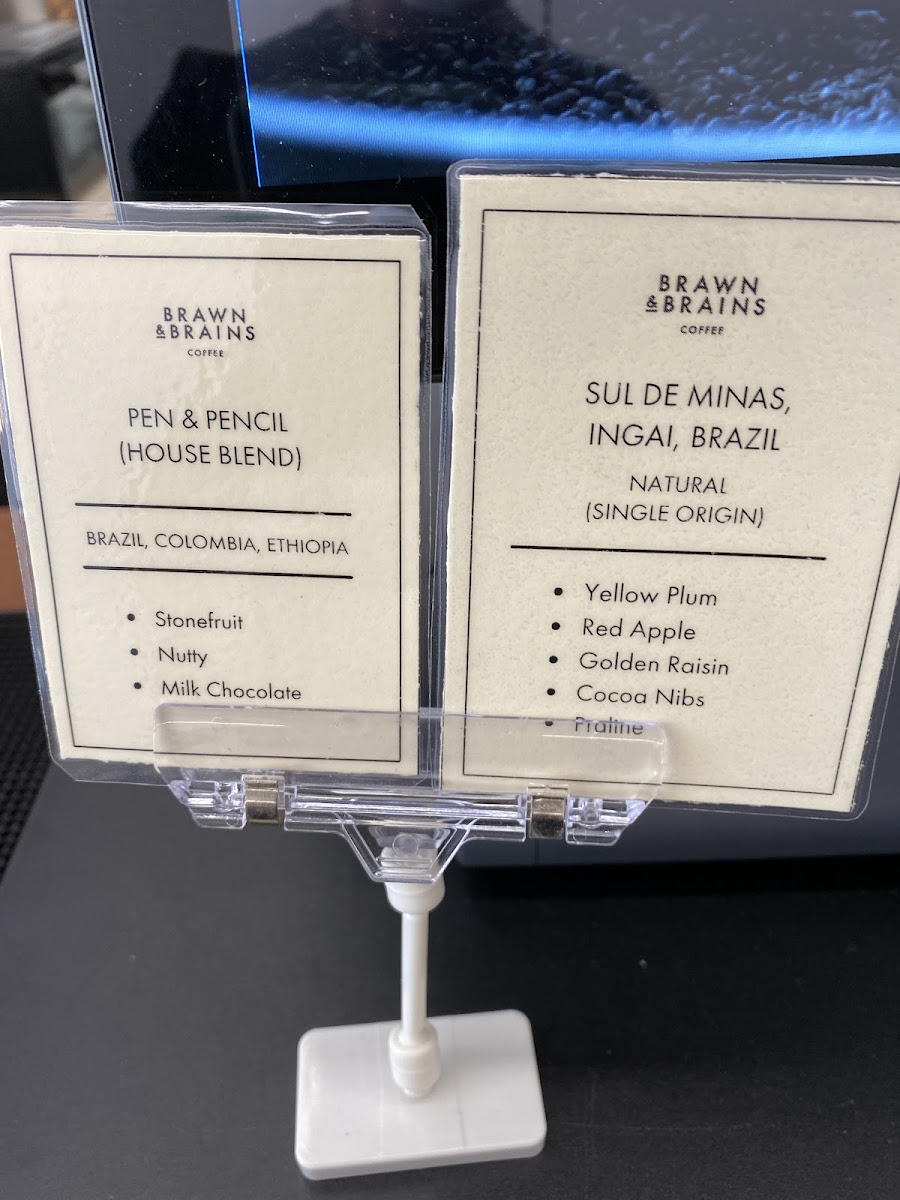 BRAWN
&BRAINS
COFFEE
PEN & PENCIL
(HOUSE BLEND)
BRAZIL, COLOMBIA, ETHIOPIA
• Stonefruit
• Nutty
• Milk Chocolate
BRAWN
&BRAINS
COFFEE
SUL DE MINAS,
INGAI, BRAZIL
NATURAL
(SINGLE ORIGIN)
• Yellow Plum
• Red Apple
• Golden Raisin
• Cocoa Nibs
• Praline